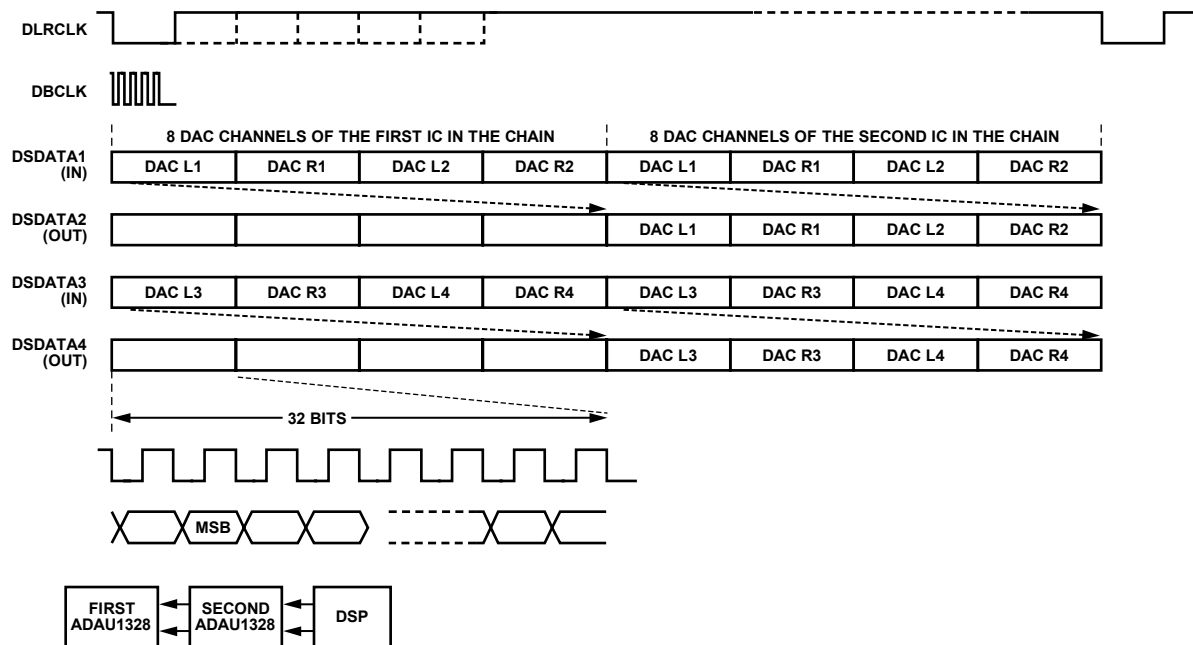 DLRCLK
DBCLK
8 DAC CHANNELS OF THE FIRST IC IN THE CHAIN 8 DAC CHANNELS OF THE SECOND IC IN THE CHAIN
DSDATA1
(IN)
DAC L1 DAC R1 DAC L2 DAC R2 DAC L1 DAC R1 DAC L2 DAC R2
DSDATA2
(OUT)
DAC L1 DAC R1 DAC L2 DAC R2
DSDATA3
(IN)
DAC L3 DAC R3 DAC L4 DAC R4 DAC L3 DAC R3 DAC L4 DAC R4
DSDATA4
(OUT)
DAC L3 DAC R3 DAC L4 DAC R4
32 BITS
MSB
FIRST
ADAU1328
SECOND
ADAU1328
DSP